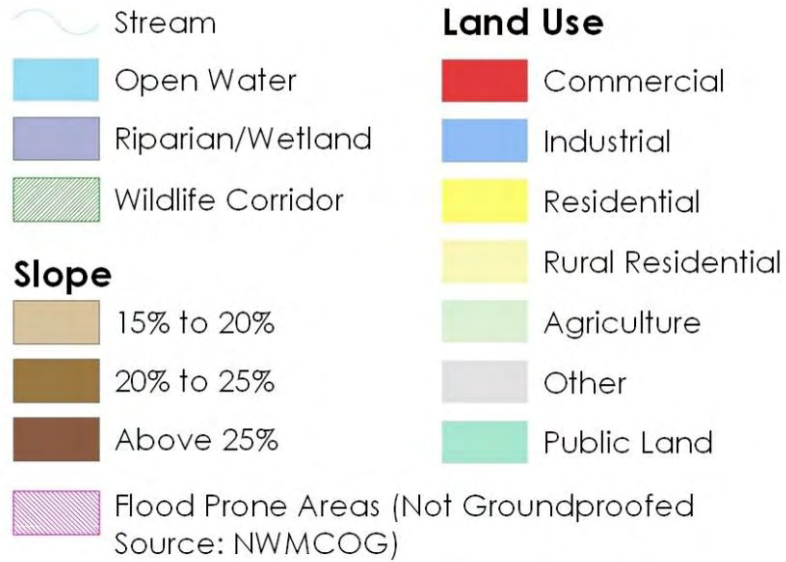 Stream
Open Water
Riparian/Wetland
Wildlife Corridor
Slope
15% to 20%
20% to 25%
Above 25%
Flood Prone Areas (Not Groundproofed
Source: NWMCOG)
Land Use
Commercial
Industrial
Residential
Rural Residential
Agriculture
Other
Public Land